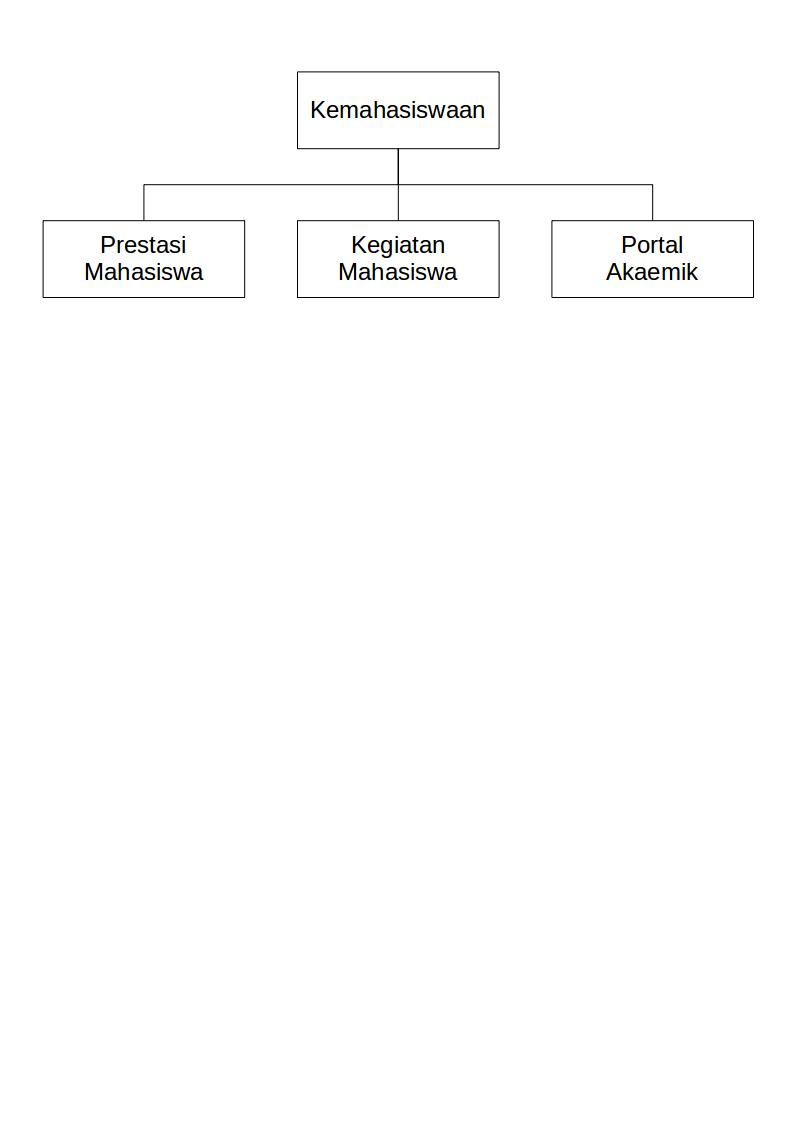 Kemahasiswaan
Prestasi
Mahasiswa
Kegiatan
Mahasiswa
Portal
Akaemik